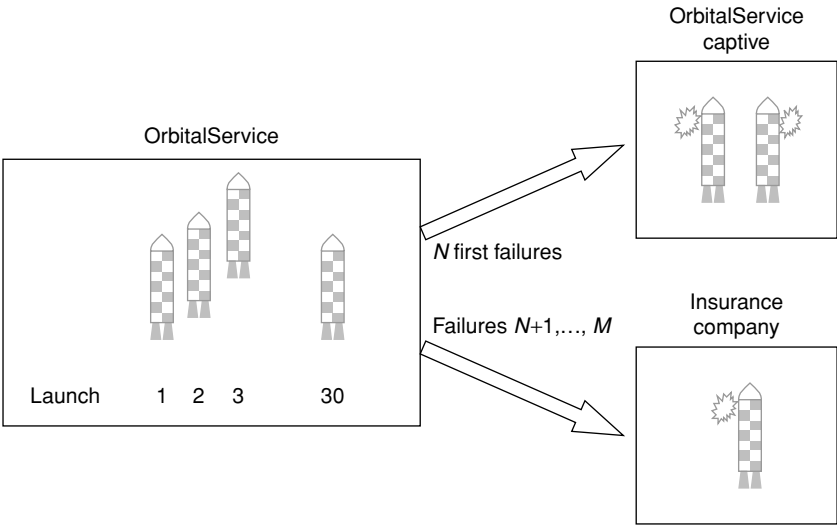 OrbitalService
captive
OrbitalService
N first failures
Failures N+1,…, M
Insurance
company
Launch 1 2 3 30